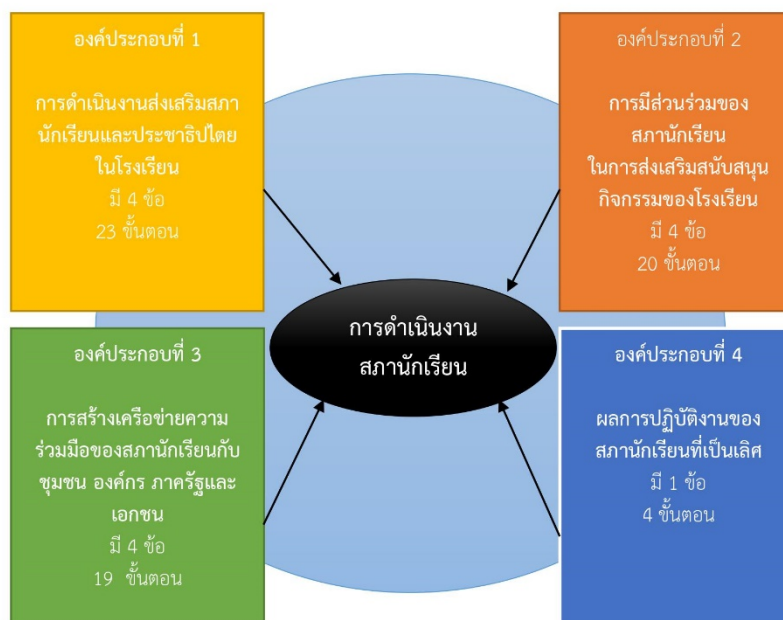 องค์ประกอบที่ 1
การดำเนินงานส่งเสริมสภา
นักเรียนและประชาธิปไตย
ในโรงเรียน
มี 4 ข้อ
23 ขั้นตอน
องค์ประกอบที่ 2
การมีส่วนร่วมของ
สภานักเรียน
ในการส่งเสริมสนับสนุน
กิจกรรมของโรงเรียน
มี 4 ข้อ
20 ขั้นตอน
การดำเนินงาน
สภานักเรียน
องค์ประกอบที่ 3
การสร้างเครือข่ายความ
ร่วมมือของสภานักเรียนกับ
ชุมชน องค์กร ภาครัฐและ
เอกชน
มี 4 ข้อ
19 ขั้นตอน
องค์ประกอบที่ 4
ผลการปฏิบัติงานของ
สภานักเรียนที่เป็นเลิศ
มี 1 ข้อ
4 ขั้นตอน